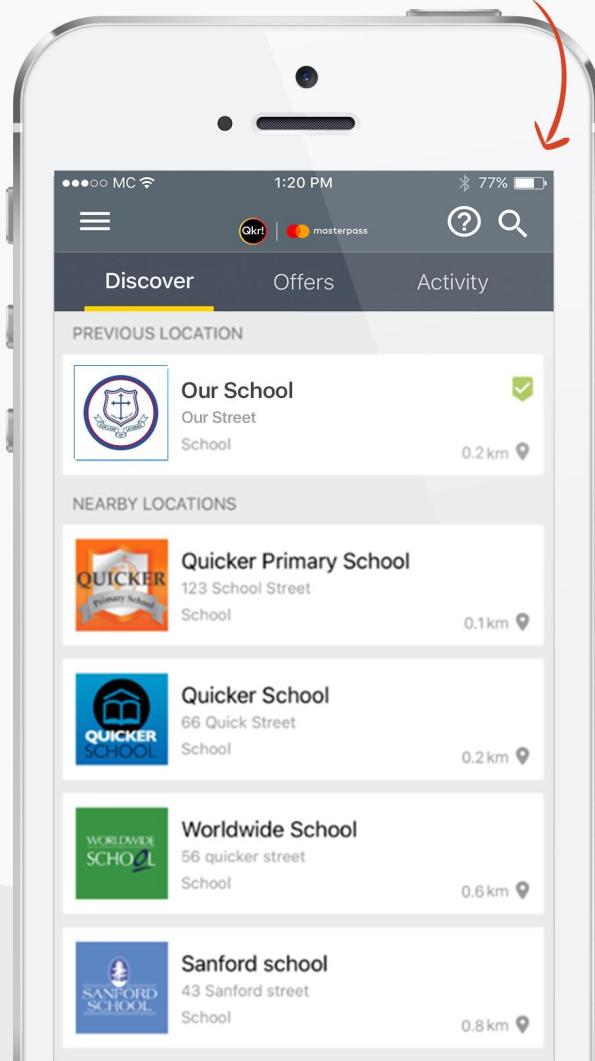 MC
1:20 PM
77%
Qkr!
masterpass
Discover
Offers
Activity
PREVIOUS LOCATION
Our School
Our Street
School
0.2 km
NEARBY LOCATIONS
QUICKER
Primary School
Quicker Primary School
123 School Street
School
0.1 km
QUICKER
SCHOOL
Quicker School
66 Quick Street
School
0.2 km
WORLDWIDE
SCHOOL
Worldwide School
56 quicker street
School
0.6 km
SANFORD
SCHOOL
Sanford school
43 Sanford street
School
0.8 km